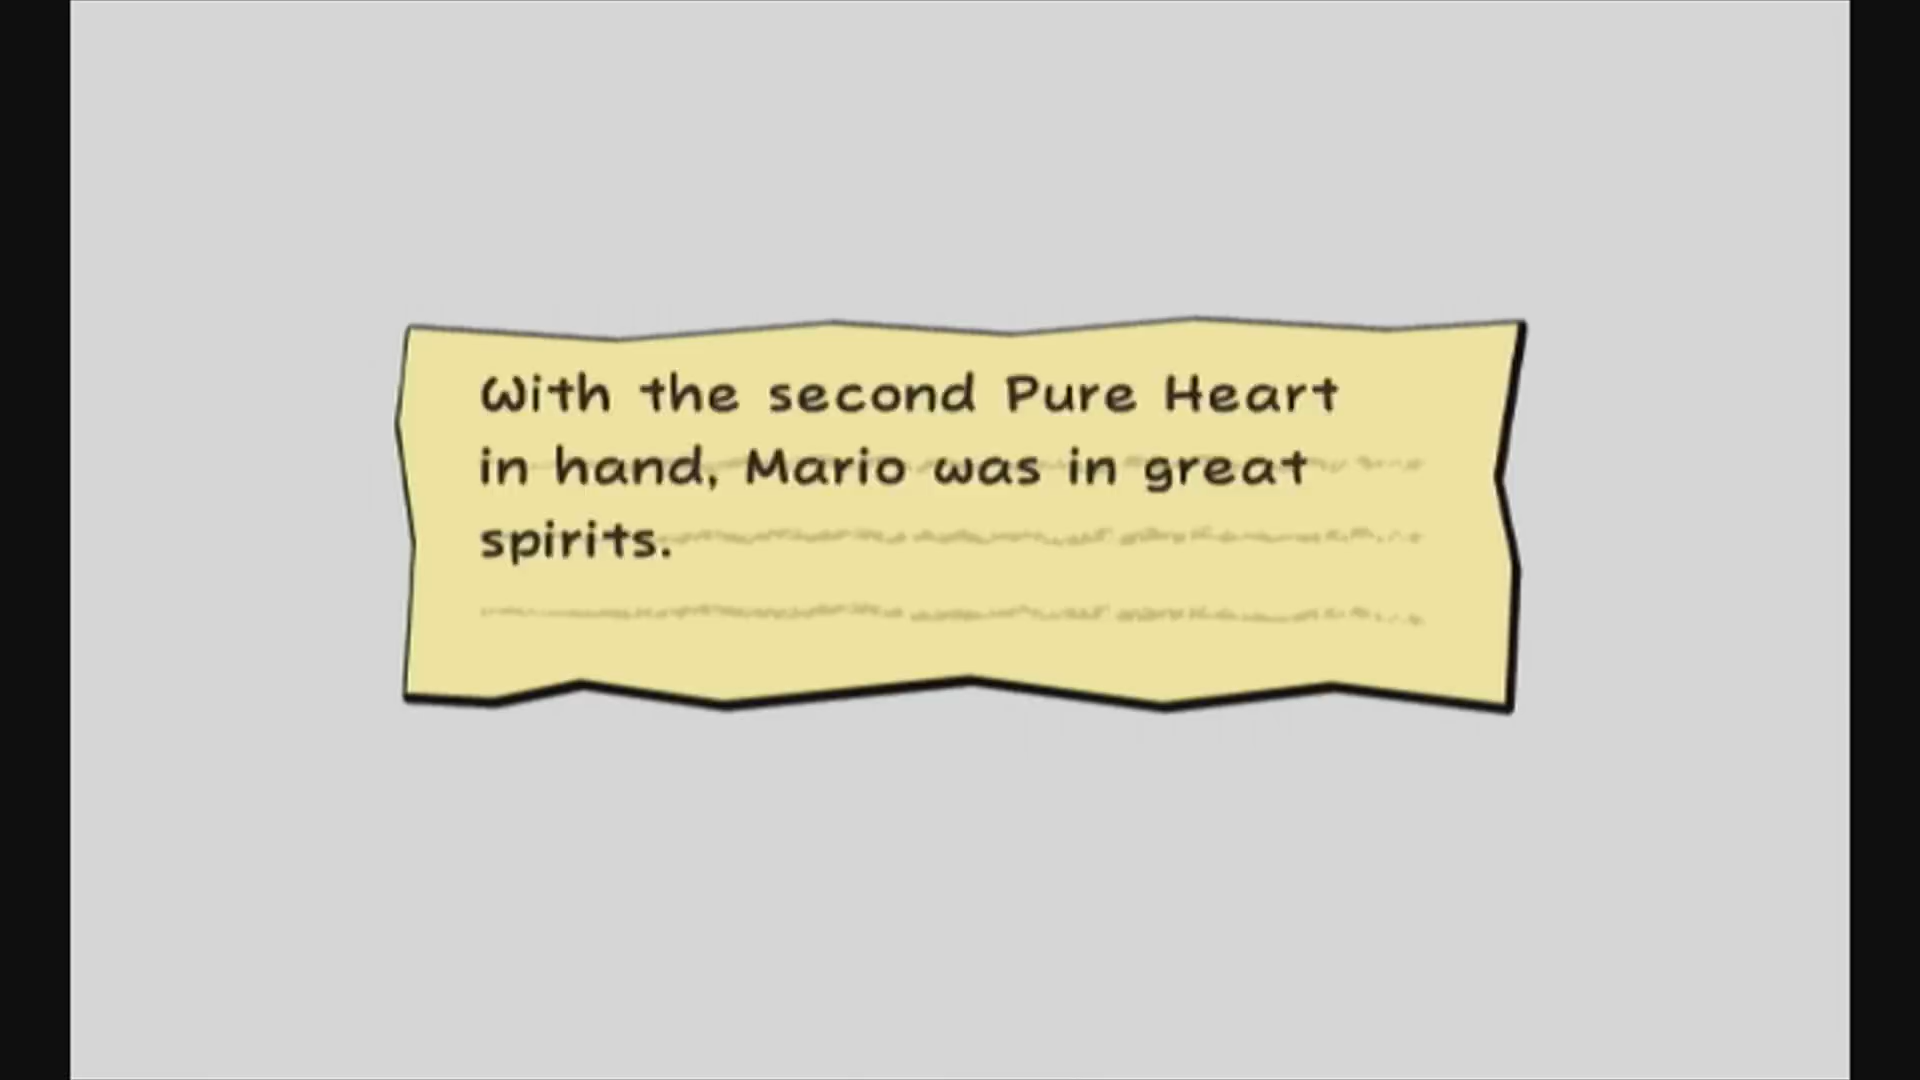 With the second Pure Heart
in hand, Mario was in great
spirits.